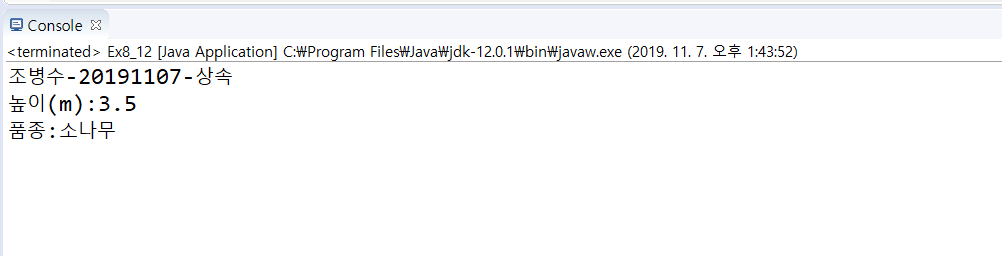 Console
<terminated> Ex8_12 [Java Application] C:₩Program Files₩Java₩jdk-12.0.1₩bin₩javaw.exe (2019. 11. 7. 오후 1:43:52)
조병수-20191107-상속
높이(m):3.5
품종:소나무